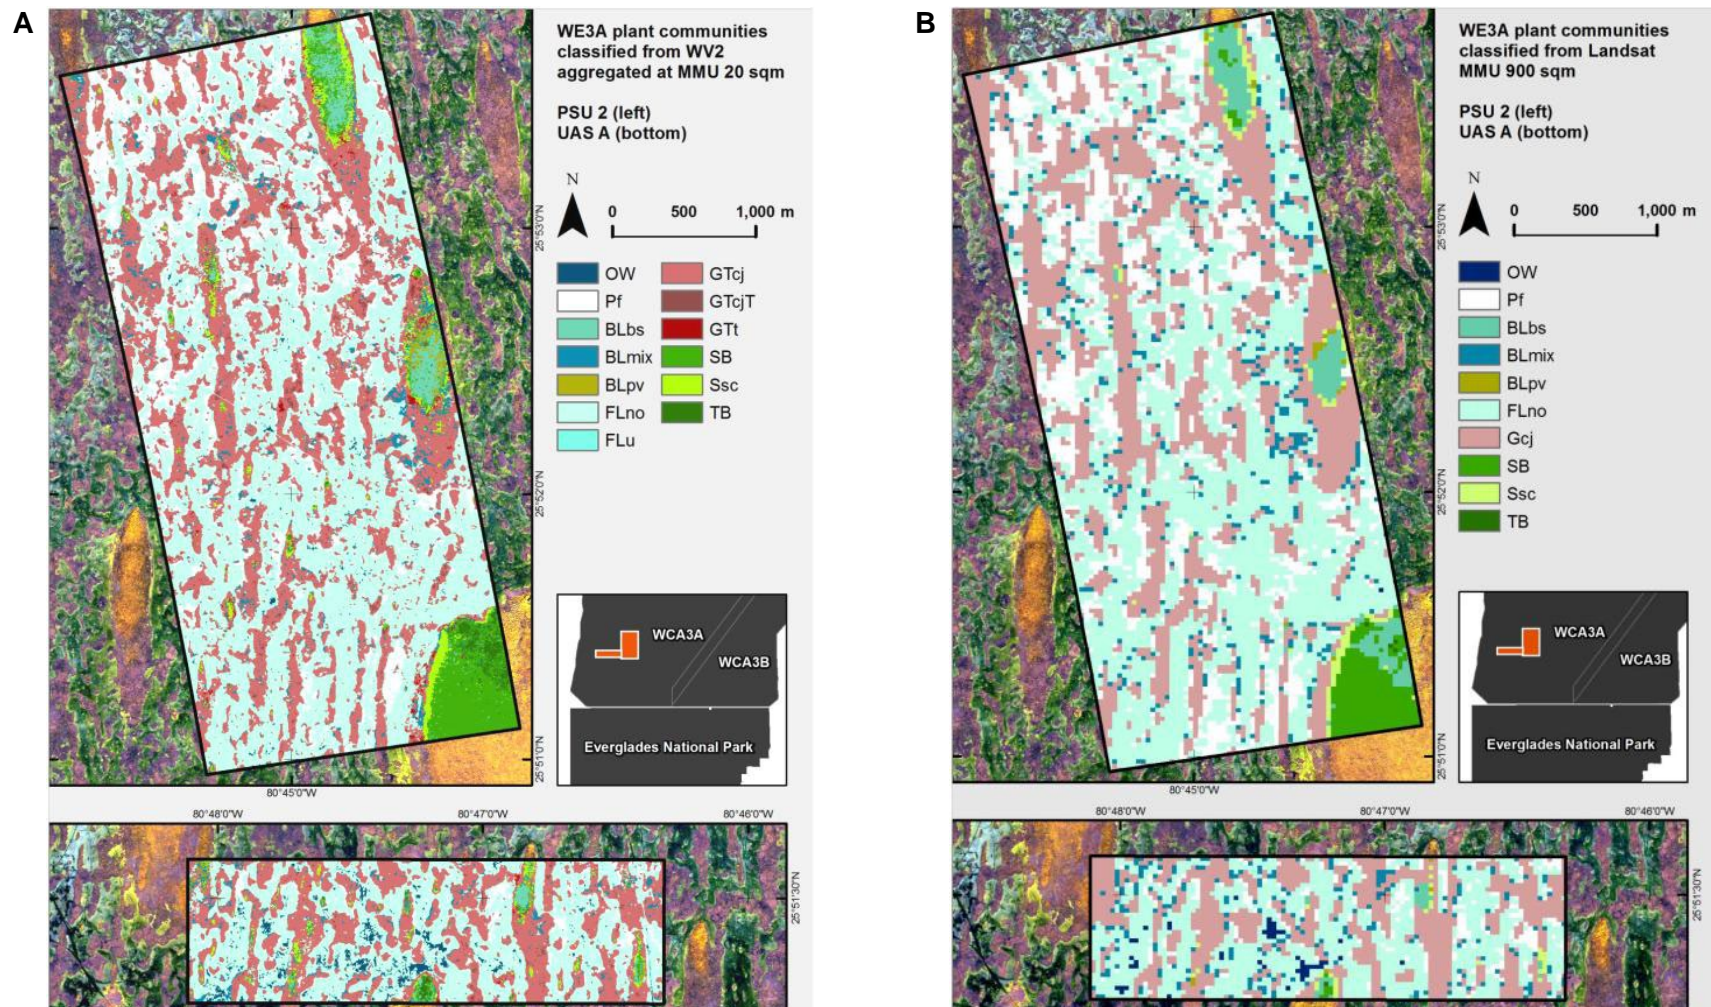 A
WE3A plant communities
classified from WV2
aggregated at MMU 20 sqm
PSU 2 (left)
UAS A (bottom)
N
0 500 1,000 m
OW GTcj
Pf GTcjT
BLbs GTt
BLmix SB
BLpv Ssc
FLno TB
FLu
25°53'0"N
25°52'0"N
25°51'0"N
WCA3A
WCA3B
Everglades National Park
80°45'0"W
80°48'0"W 80°47'0"W 80°46'0"W
25°51'30"N
B
WE3A plant communities
classified from Landsat
MMU 900 sqm
PSU 2 (left)
UAS A (bottom)
N
0 500 1,000 m
OW
Pf
BLbs
BLmix
BLpv
FLno
Gcj
SB
Ssc
TB
25°53'0"N
25°52'0"N
25°51'0"N
WCA3A
WCA3B
Everglades National Park
80°45'0"W
80°48'0"W 80°47'0"W 80°46'0"W
25°51'30"N